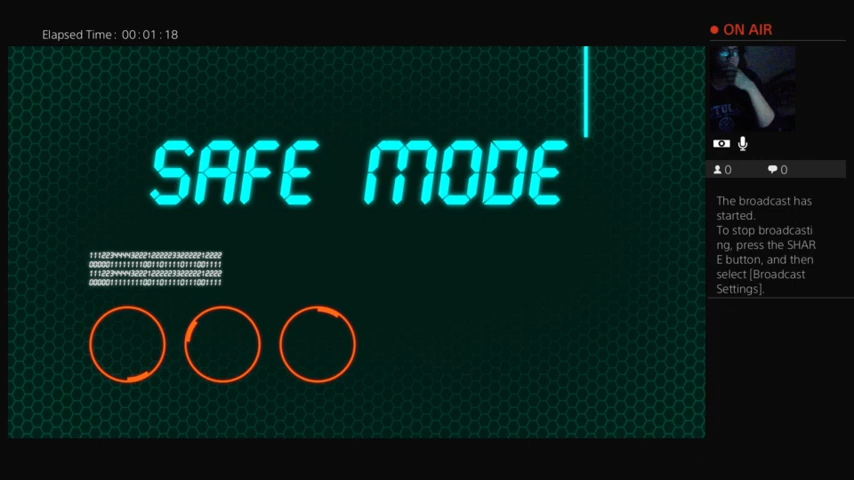 Elapsed Time: 00:01:18
ON AIR
SAFE MODE
0
0
The broadcast has
started.
To stop broadcasti
ng, press the SHAR
E button, and then
select [Broadcast
Settings].